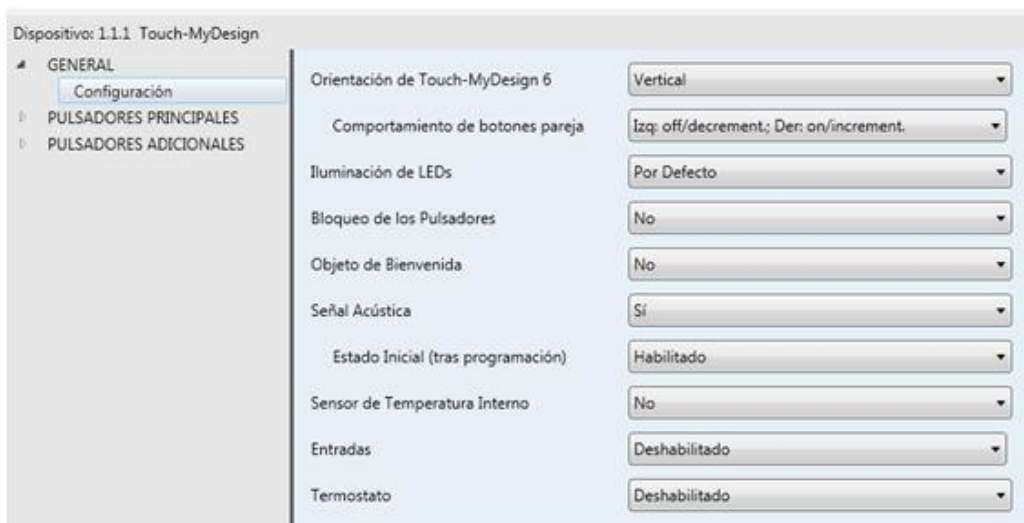 Dispositivo: 1.1.1 Touch-MyDesign
GENERAL
Configuración
PULSADORES PRINCIPALES
PULSADORES ADICIONALES
Orientación de Touch-MyDesign 6 Vertical
Comportamiento de botones pareja Izq: off/decrement.; Der: on/increment.
Iluminación de LEDs Por Defecto
Bloqueo de los Pulsadores No
Objeto de Bienvenida No
Señal Acústica Sí
Estado Inicial (tras programación) Habilitado
Sensor de Temperatura Interno No
Entradas Deshabilitado
Termostato Deshabilitado